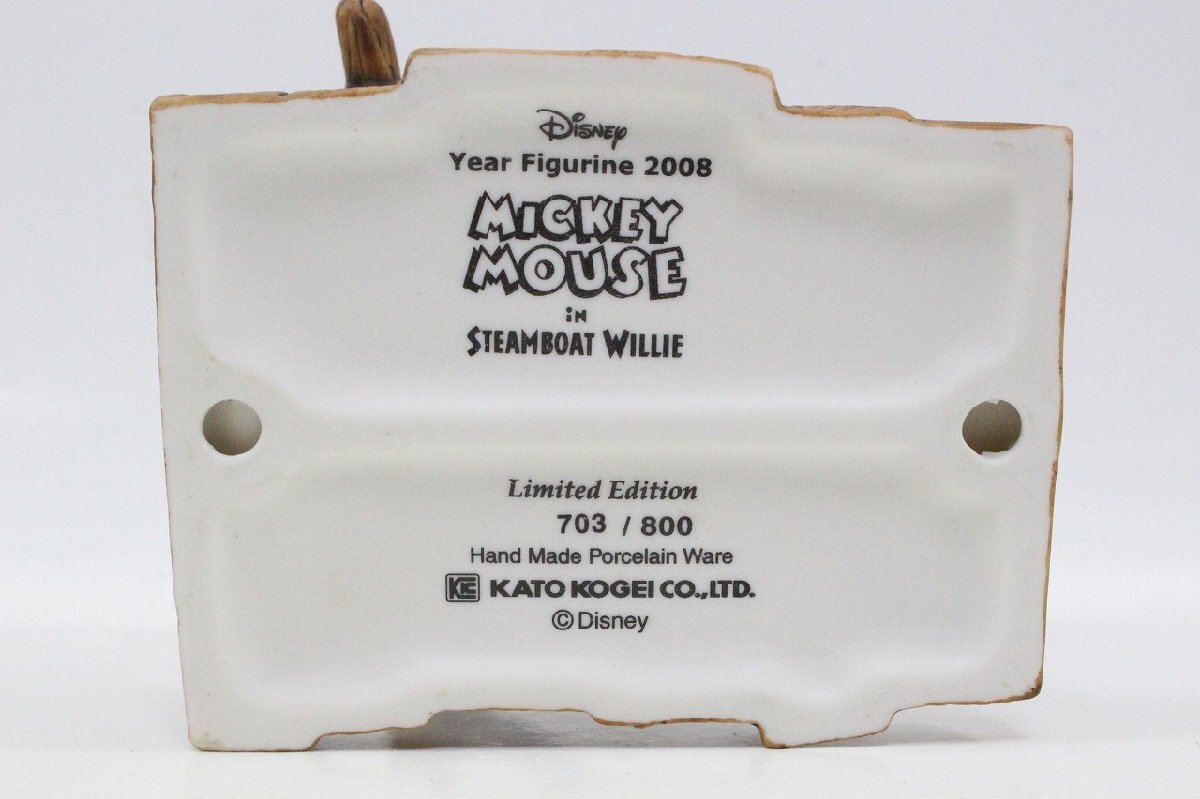 Disney
Year Figurine 2008
MiCKEY
MOUSE
iN
STEAMBOAT WILLIE
Limited Edition
703 / 800
Hand Made Porcelain Ware
KTC KATO KOGEI CO.,LTD.
©Disney